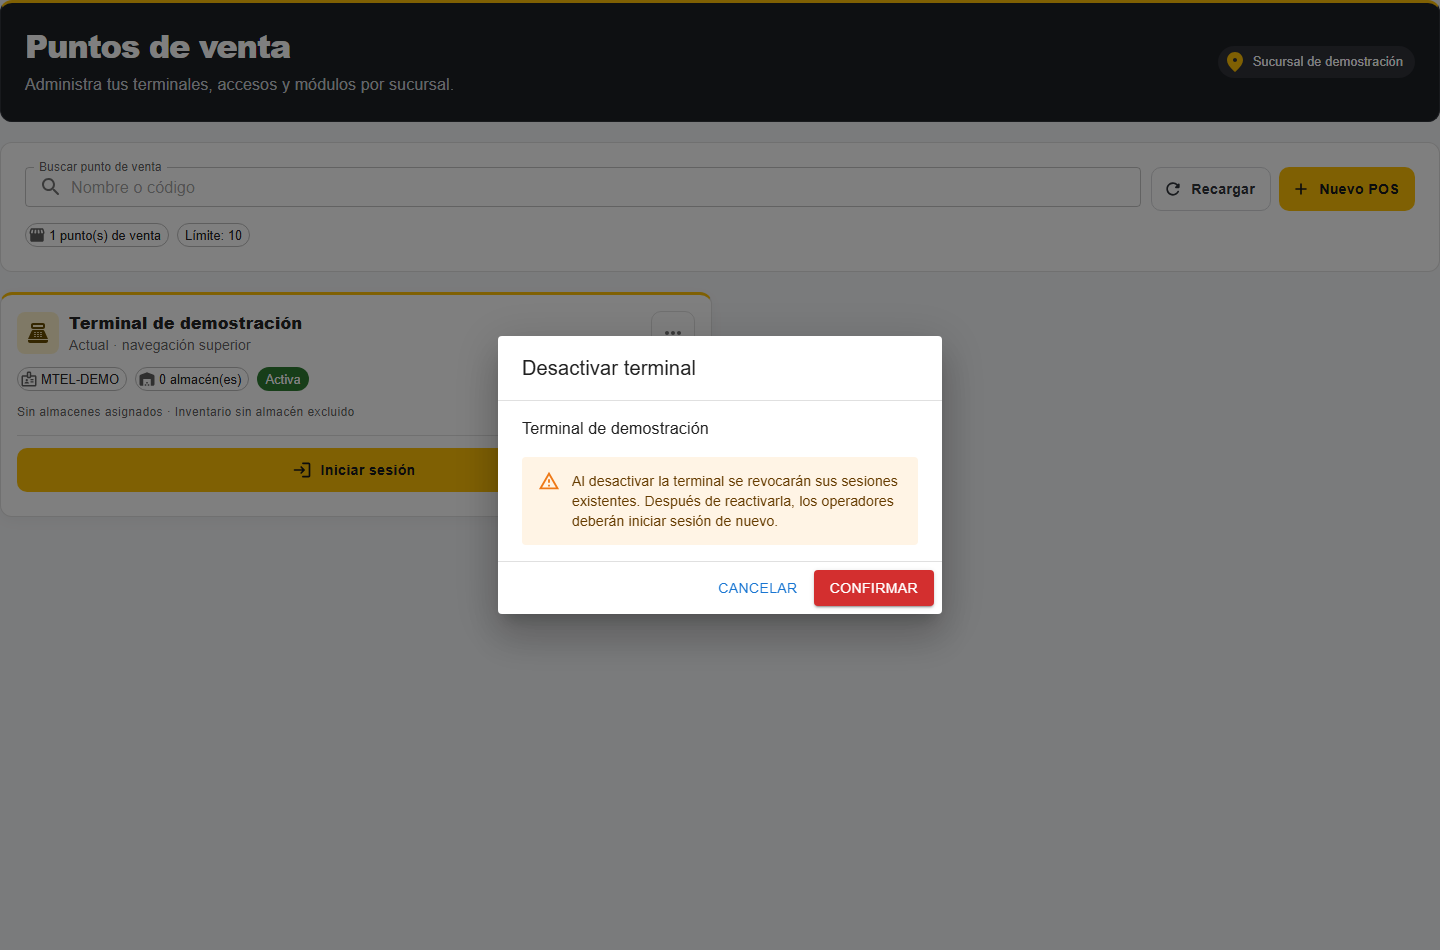 Puntos de venta
Administra tus terminales, accesos y módulos por sucursal.
Sucursal de demostración
Buscar punto de venta
Nombre o código
Recargar
Nuevo POS
1 punto(s) de venta
Límite: 10
Terminal de demostración
Actual · navegación superior
MTEL-DEMO
0 almacén(es)
Activa
Sin almacenes asignados · Inventario sin almacén excluido
Iniciar sesión
Desactivar terminal
Terminal de demostración
Al desactivar la terminal se revocarán sus sesiones
existentes. Después de reactivarla, los operadores
deberán iniciar sesión de nuevo.
CANCELAR
CONFIRMAR